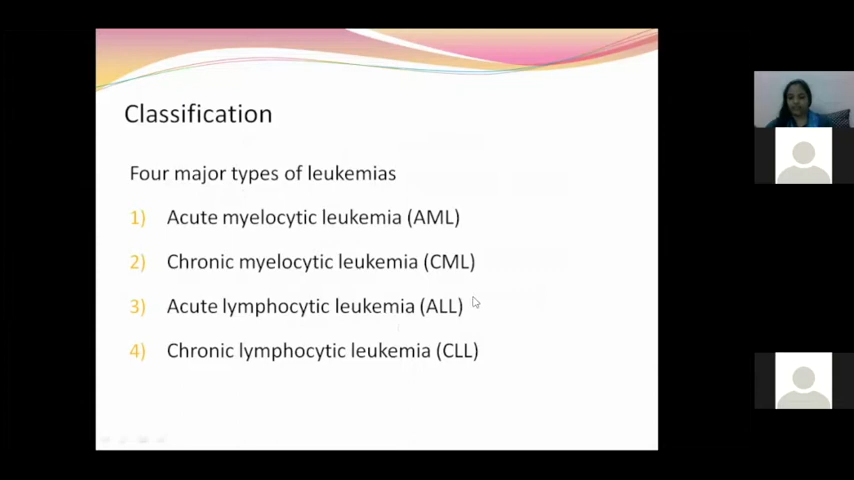 Classification
Four major types of leukemias
1) Acute myelocytic leukemia (AML)
2) Chronic myelocytic leukemia (CML)
3) Acute lymphocytic leukemia (ALL)
4) Chronic lymphocytic leukemia (CLL)